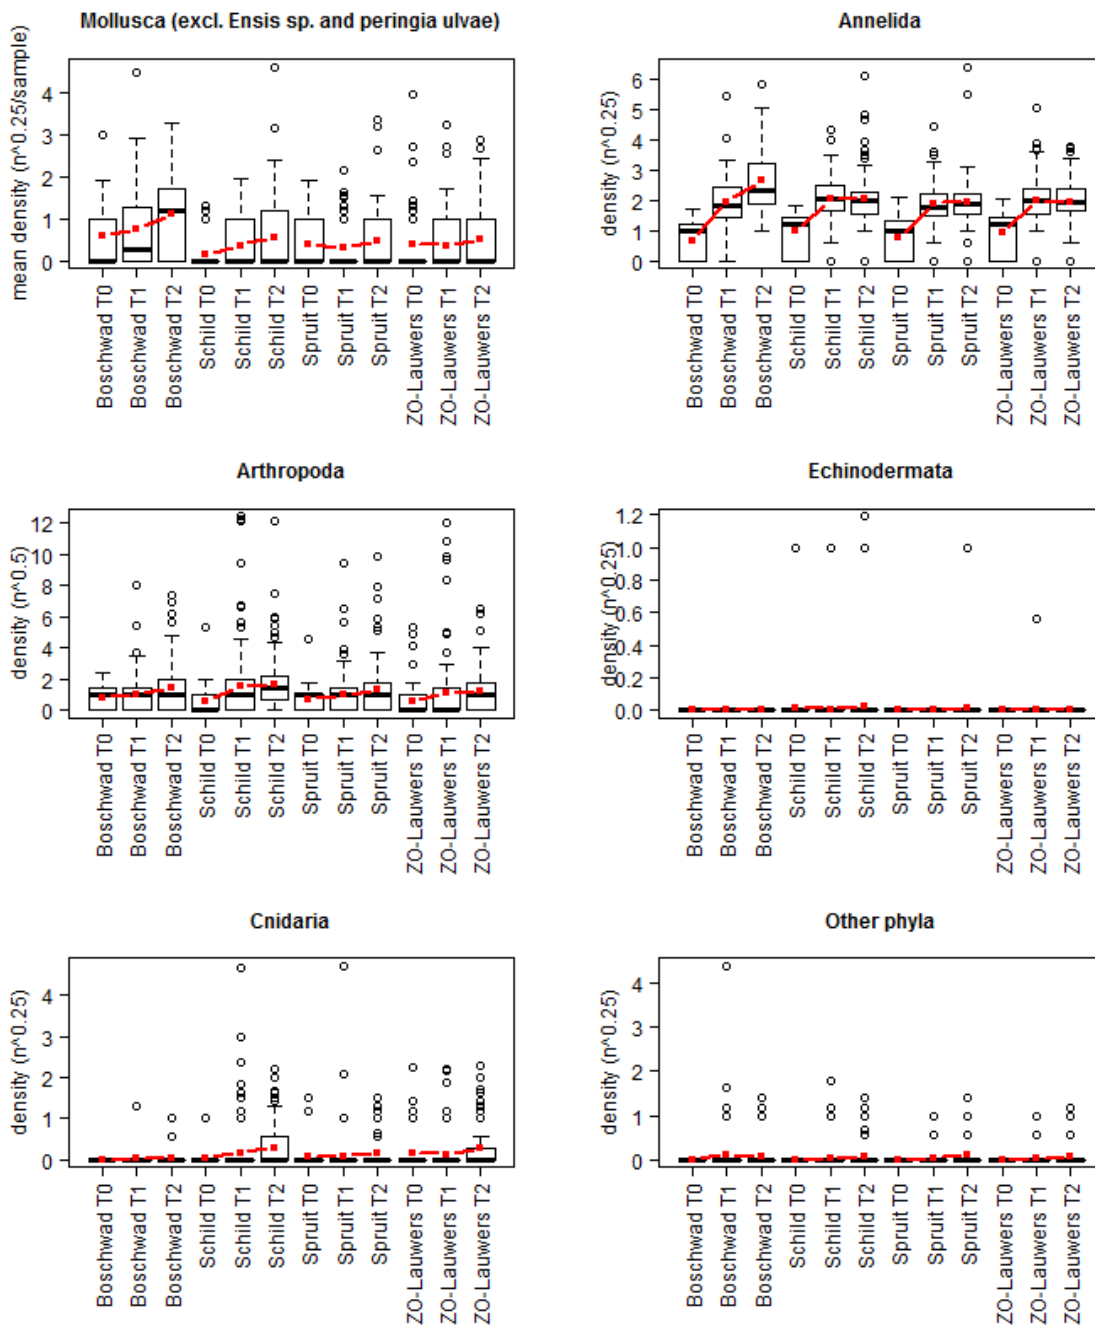 Mollusca (excl. Ensis sp. and peringia ulvae)
mean density (n^0.25/sample)
4
3
2
1
0
Boschwad T0
Boschwad T1
Boschwad T2
Schild T0
Schild T1
Schild T2
Spruit T0
Spruit T1
Spruit T2
ZO-Lauwers T0
ZO-Lauwers T1
ZO-Lauwers T2
Annelida
density (n^0.25)
6
5
4
3
2
1
0
Boschwad T0
Boschwad T1
Boschwad T2
Schild T0
Schild T1
Schild T2
Spruit T0
Spruit T1
Spruit T2
ZO-Lauwers T0
ZO-Lauwers T1
ZO-Lauwers T2
Arthropoda
density (n^0.5)
12
10
8
6
4
2
0
Boschwad T0
Boschwad T1
Boschwad T2
Schild T0
Schild T1
Schild T2
Spruit T0
Spruit T1
Spruit T2
ZO-Lauwers T0
ZO-Lauwers T1
ZO-Lauwers T2
Echinodermata
density (n^0.25)
1.2
1.0
0.8
0.6
0.4
0.2
0.0
Boschwad T0
Boschwad T1
Boschwad T2
Schild T0
Schild T1
Schild T2
Spruit T0
Spruit T1
Spruit T2
ZO-Lauwers T0
ZO-Lauwers T1
ZO-Lauwers T2
Cnidaria
density (n^0.25)
4
3
2
1
0
Boschwad T0
Boschwad T1
Boschwad T2
Schild T0
Schild T1
Schild T2
Spruit T0
Spruit T1
Spruit T2
ZO-Lauwers T0
ZO-Lauwers T1
ZO-Lauwers T2
Other phyla
density (n^0.25)
4
3
2
1
0
Boschwad T0
Boschwad T1
Boschwad T2
Schild T0
Schild T1
Schild T2
Spruit T0
Spruit T1
Spruit T2
ZO-Lauwers T0
ZO-Lauwers T1
ZO-Lauwers T2